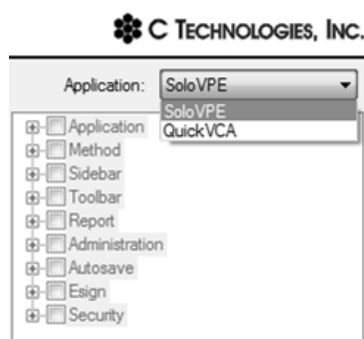 C TECHNOLOGIES, INC.
Application: SoloVPE
SoloVPE
QuickVCA
Application
Method
Sidebar
Toolbar
Report
Administration
Autosave
Esign
Security